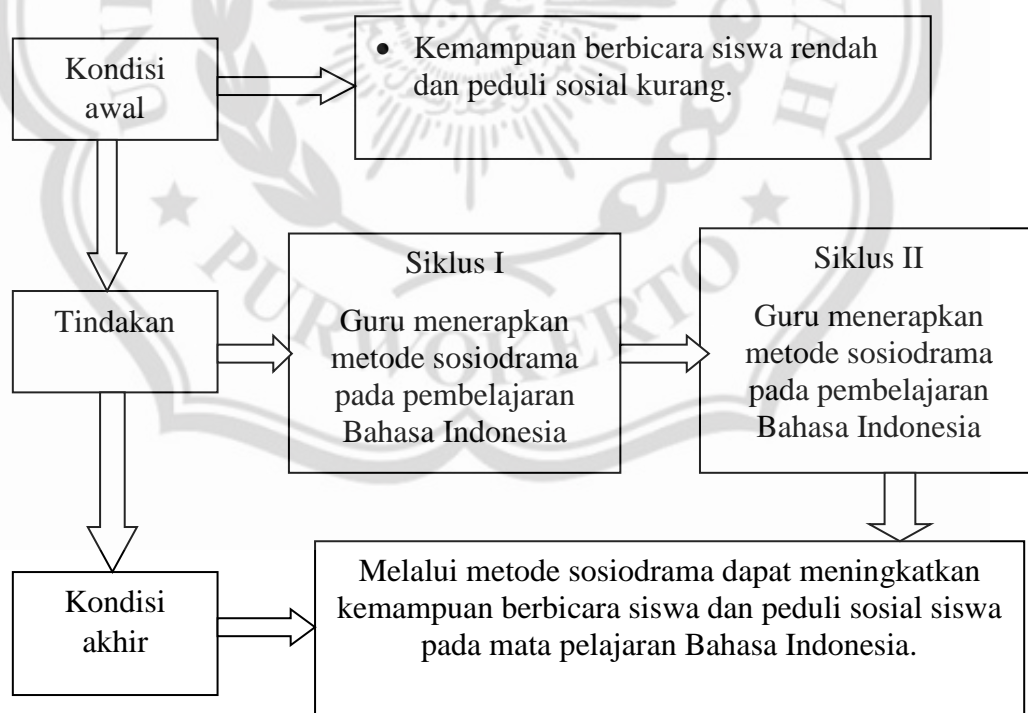 Kondisi
awal
• Kemampuan berbicara siswa rendah
dan peduli sosial kurang.
Tindakan
Siklus I
Guru menerapkan
metode sosiodrama
pada pembelajaran
Bahasa Indonesia
Siklus II
Guru menerapkan
metode sosiodrama
pada pembelajaran
Bahasa Indonesia
Kondisi
akhir
Melalui metode sosiodrama dapat meningkatkan
kemampuan berbicara siswa dan peduli sosial siswa
pada mata pelajaran Bahasa Indonesia.
PURWOKERTO